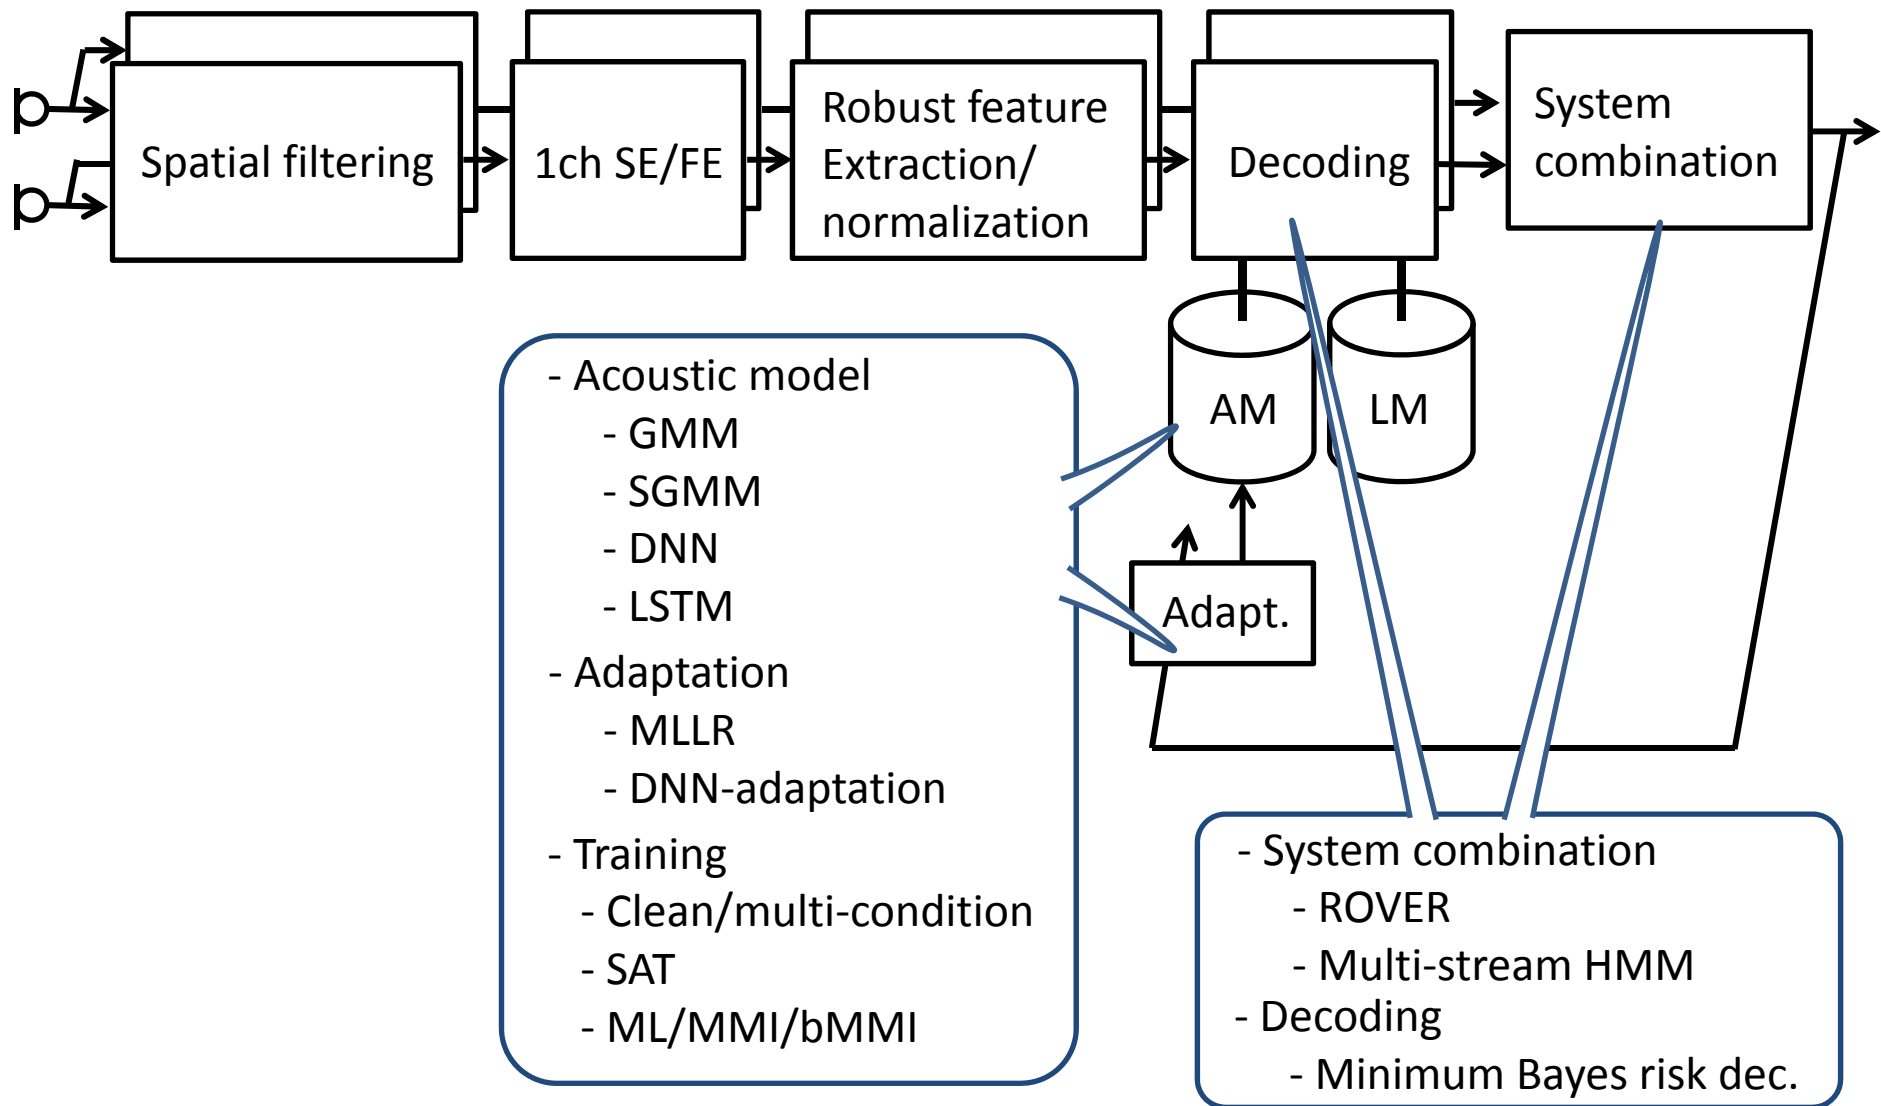 Spatial filtering
1ch SE/FE
Robust feature
Extraction/
normalization
Decoding
System
combination
AM
LM
Adapt.
- Acoustic model
- GMM
- SGMM
- DNN
- LSTM
- Adaptation
- MLLR
- DNN-adaptation
- Training
- Clean/multi-condition
- SAT
- ML/MMI/bMMI
- System combination
- ROVER
- Multi-stream HMM
- Decoding
- Minimum Bayes risk dec.